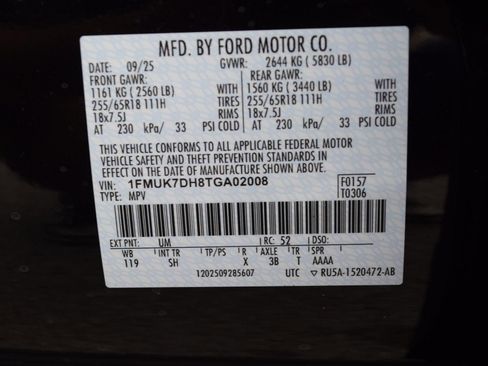 MFD. BY FORD MOTOR CO.
DATE: 09/25 GVWR: 2644 KG ( 5830 LB)
FRONT GAWR: REAR GAWR:
1161 KG ( 2560 LB) WITH 1560 KG ( 3440 LB) WITH
255/65R18 111H TIRES 255/65R18 111H TIRES
18x7.5J RIMS 18x7.5J RIMS
AT 230 kPa/ 33 PSI COLD AT 230 kPa/ 33 PSI COLD
THIS VEHICLE CONFORMS TO ALL APPLICABLE FEDERAL MOTOR
VEHICLE SAFETY AND THEFT PREVENTION STANDARDS IN
EFFECT ON THE DATE OF MANUFACTURE SHOWN ABOVE.
VIN: 1FMUK7DH8TGA02008 F0157
TYPE: MPV T0306
EXT PNT: UM RC: 52 DSO:
WB INT TR TP/PS R AXLE TR SPR
119 SH X 3B T AAAA
1202509285607 UTC RU5A-1520472-AB